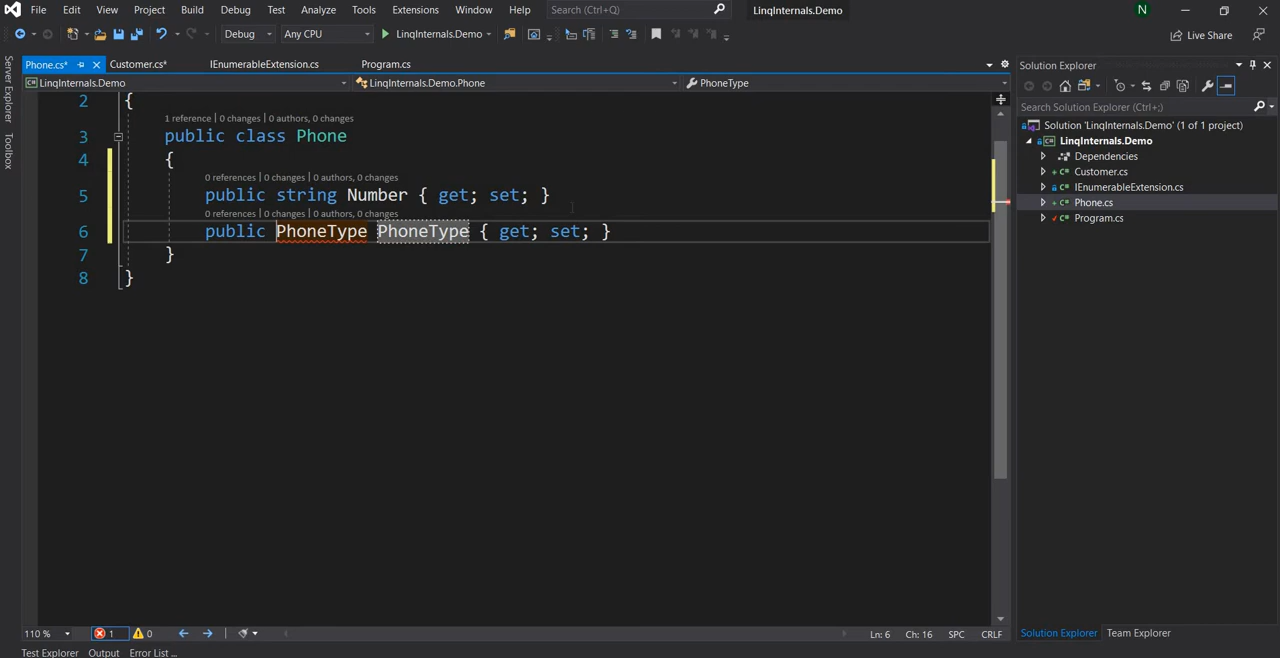 File Edit View Project Build Debug Test Analyze Tools Extensions Window Help Search (Ctrl+Q) LinqInternals.Demo N
Debug Any CPU LinqInternals.Demo Live Share
Server Explorer
Toolbox
Phone.cs* Customer.cs* IEnumerableExtension.cs Program.cs
LinqInternals.Demo LinqInternals.Demo.Phone PhoneType
2 {
1 reference | 0 changes | 0 authors, 0 changes
3 public class Phone
4 {
0 references | 0 changes | 0 authors, 0 changes
5 public string Number { get; set; }
0 references | 0 changes | 0 authors, 0 changes
6 public PhoneType PhoneType { get; set; }
7 }
8 }
110 % 1 0 Ln: 6 Ch: 16 SPC CRLF
Test Explorer Output Error List ...
Solution Explorer
Search Solution Explorer (Ctrl+;)
Solution 'LinqInternals.Demo' (1 of 1 project)
LinqInternals.Demo
Dependencies
Customer.cs
IEnumerableExtension.cs
Phone.cs
Program.cs
Solution Explorer Team Explorer